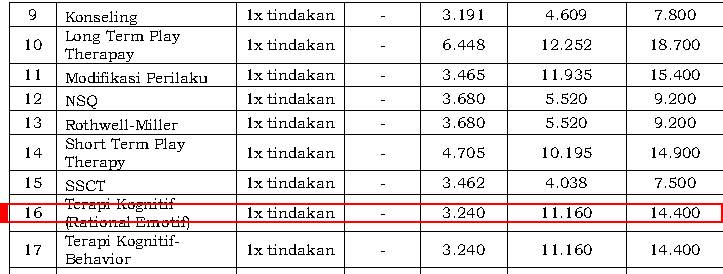 9 Konseling 1x tindakan - 3.191 4.609 7.800
10 Long Term Play Therapay 1x tindakan - 6.448 12.252 18.700
11 Modifikasi Perilaku 1x tindakan - 3.465 11.935 15.400
12 NSQ 1x tindakan - 3.680 5.520 9.200
13 Rothwell-Miller 1x tindakan - 3.680 5.520 9.200
14 Short Term Play Therapy 1x tindakan - 4.705 10.195 14.900
15 SSCT 1x tindakan - 3.462 4.038 7.500
16 Terapi Kognitif (Rational Emotif) 1x tindakan - 3.240 11.160 14.400
17 Terapi Kognitif-Behavior 1x tindakan - 3.240 11.160 14.400